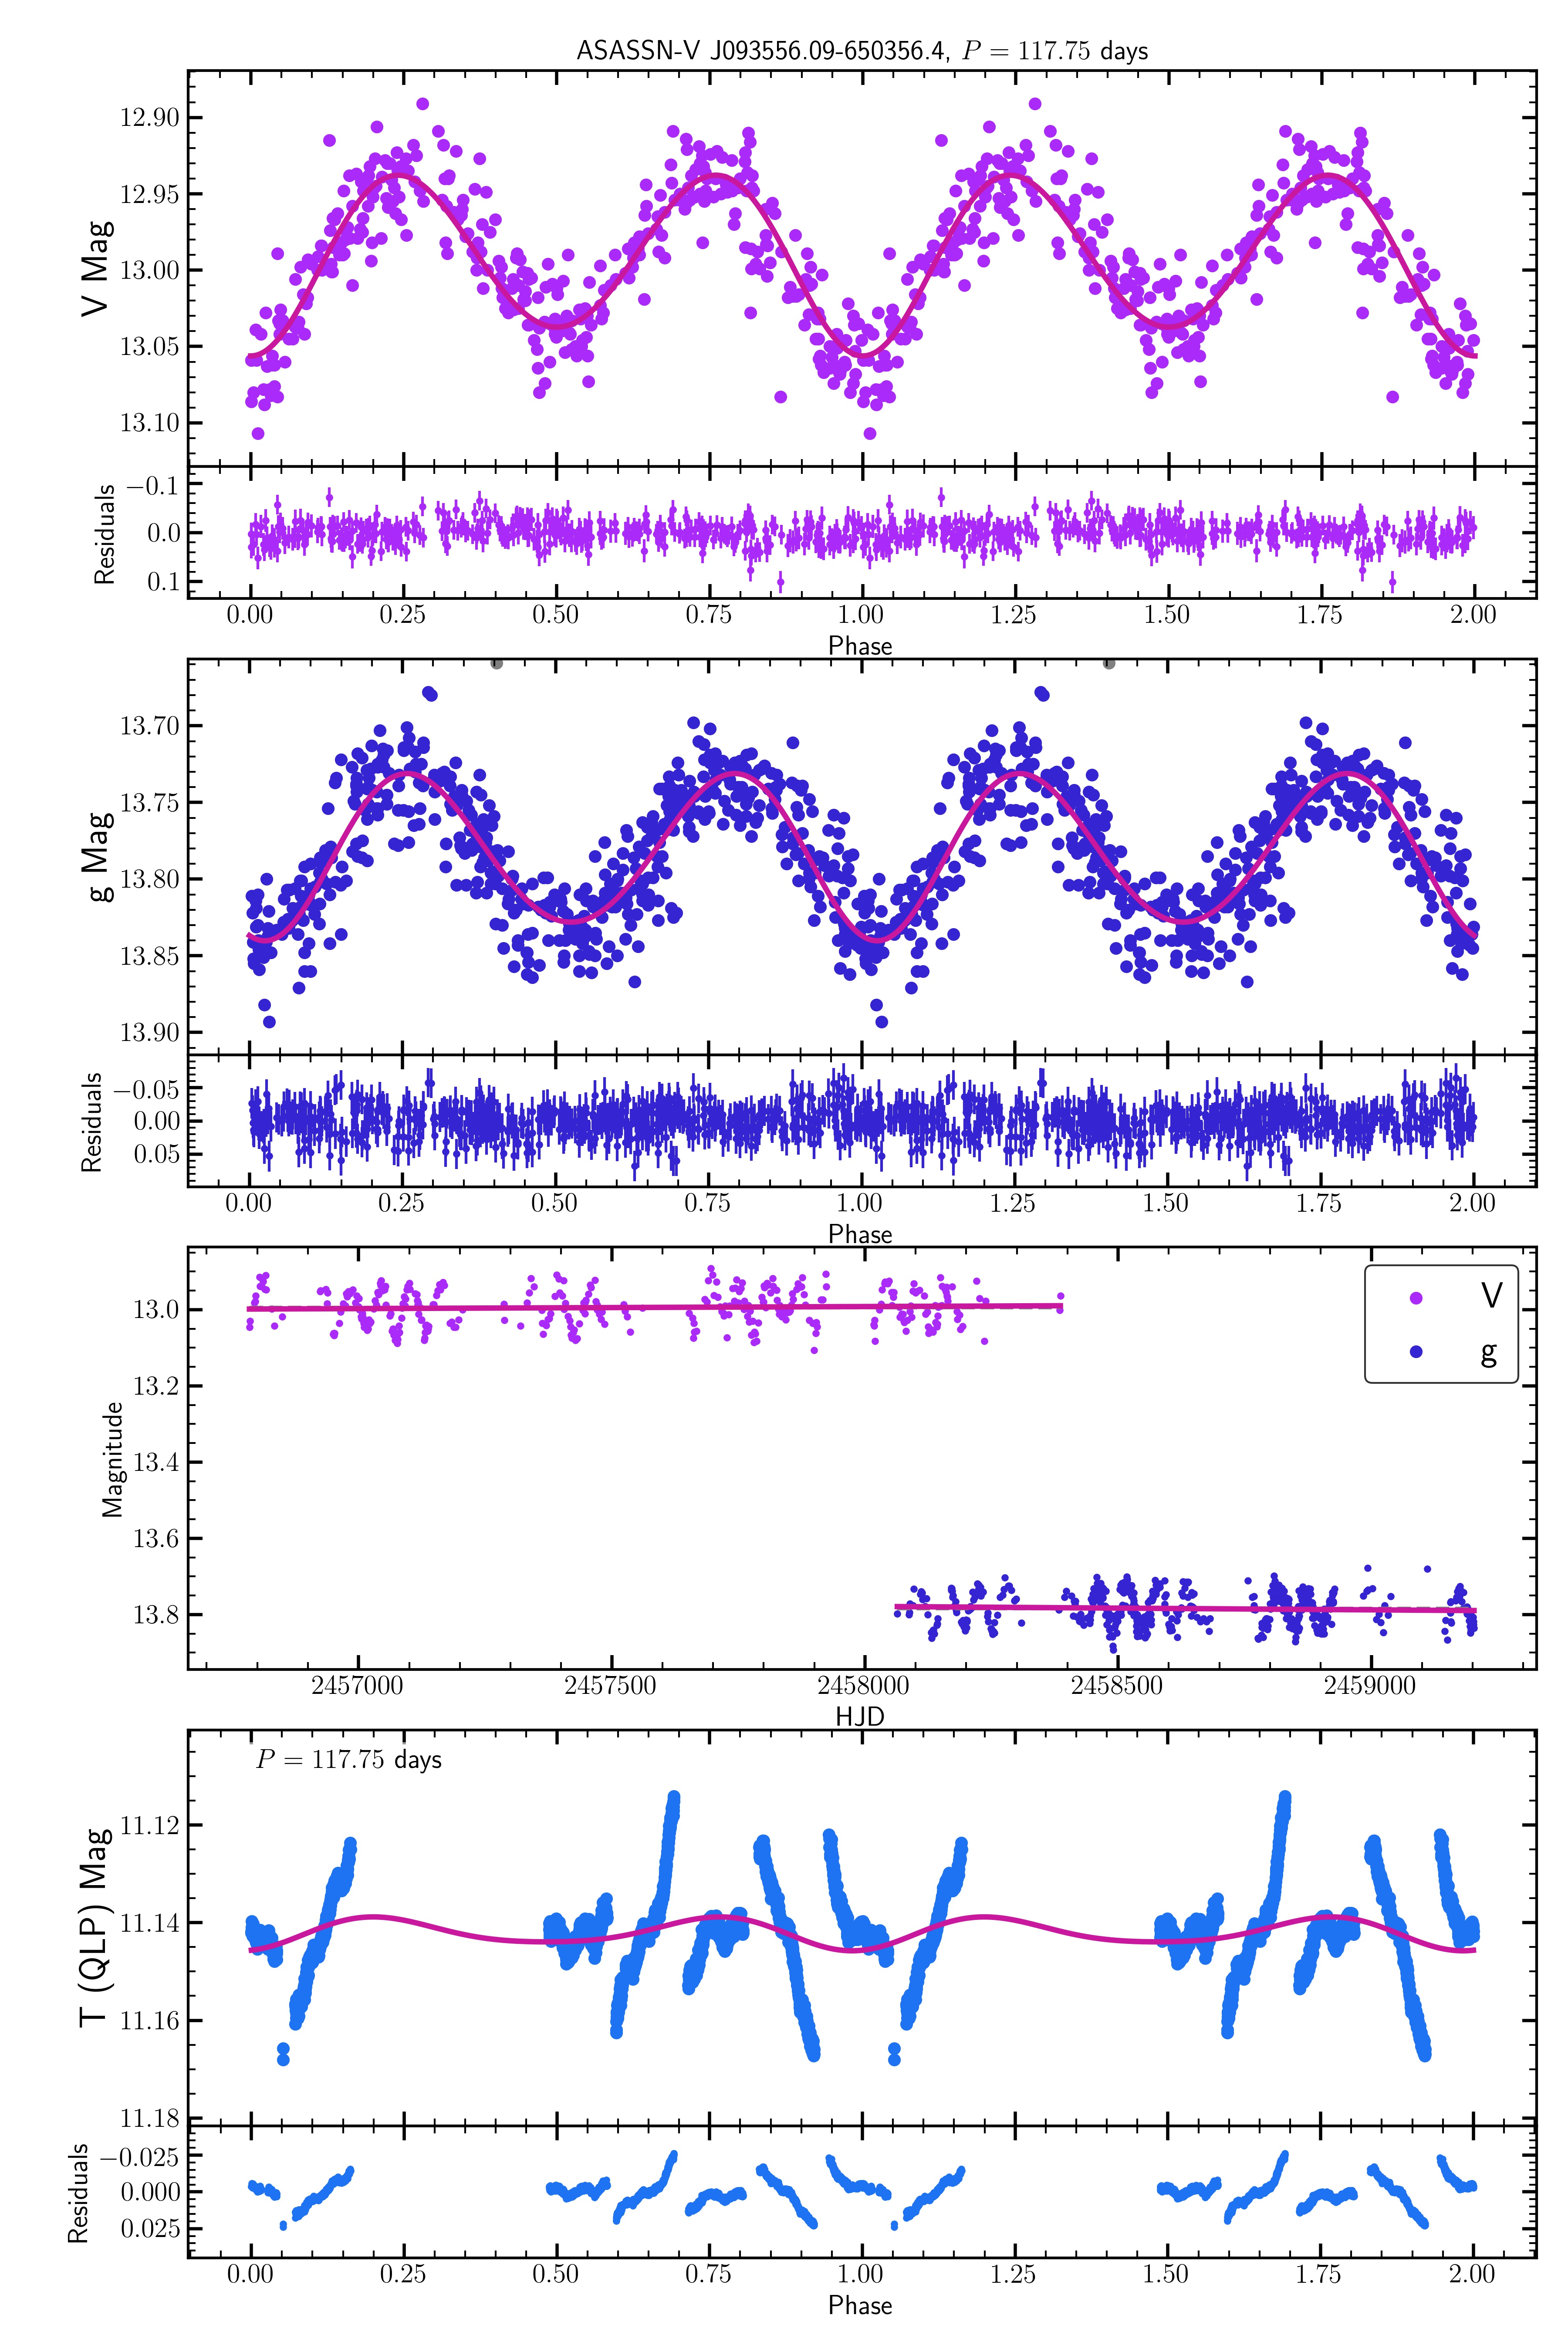 ASASSN-V J093556.09-650356.4, P = 117.75 days
V Mag
12.90
12.95
13.00
13.05
13.10
Residuals
−0.1
0.0
0.1
0.00 0.25 0.50 0.75 1.00 1.25 1.50 1.75 2.00
Phase
g Mag
13.70
13.75
13.80
13.85
13.90
Residuals
−0.05
0.00
0.05
0.00 0.25 0.50 0.75 1.00 1.25 1.50 1.75 2.00
Phase
Magnitude
13.0
13.2
13.4
13.6
13.8
V
g
2457000 2457500 2458000 2458500 2459000
HJD
P = 117.75 days
T (QLP) Mag
11.12
11.14
11.16
11.18
Residuals
−0.025
0.000
0.025
0.00 0.25 0.50 0.75 1.00 1.25 1.50 1.75 2.00
Phase